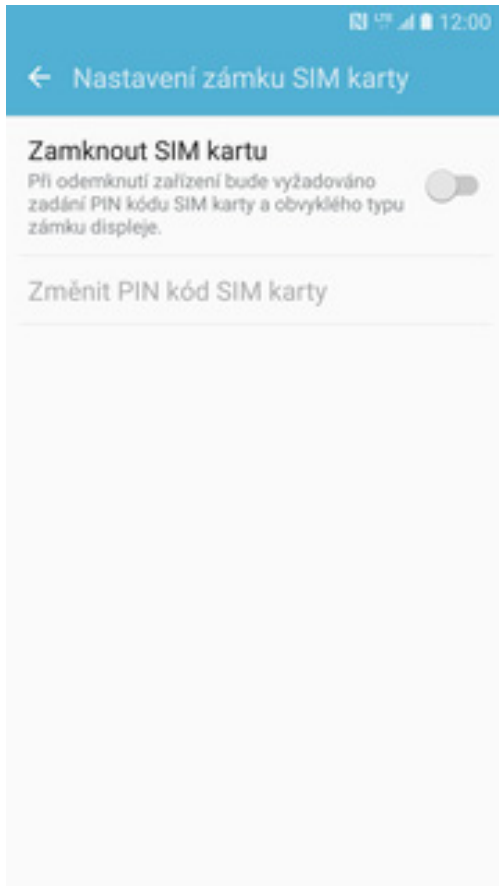 LTE 12:00
Nastavení zámku SIM karty
Zamknout SIM kartu
Při odemknutí zařízení bude vyžadováno
zadání PIN kódu SIM karty a obvyklého typu
zámku displeje.
Změnit PIN kód SIM karty